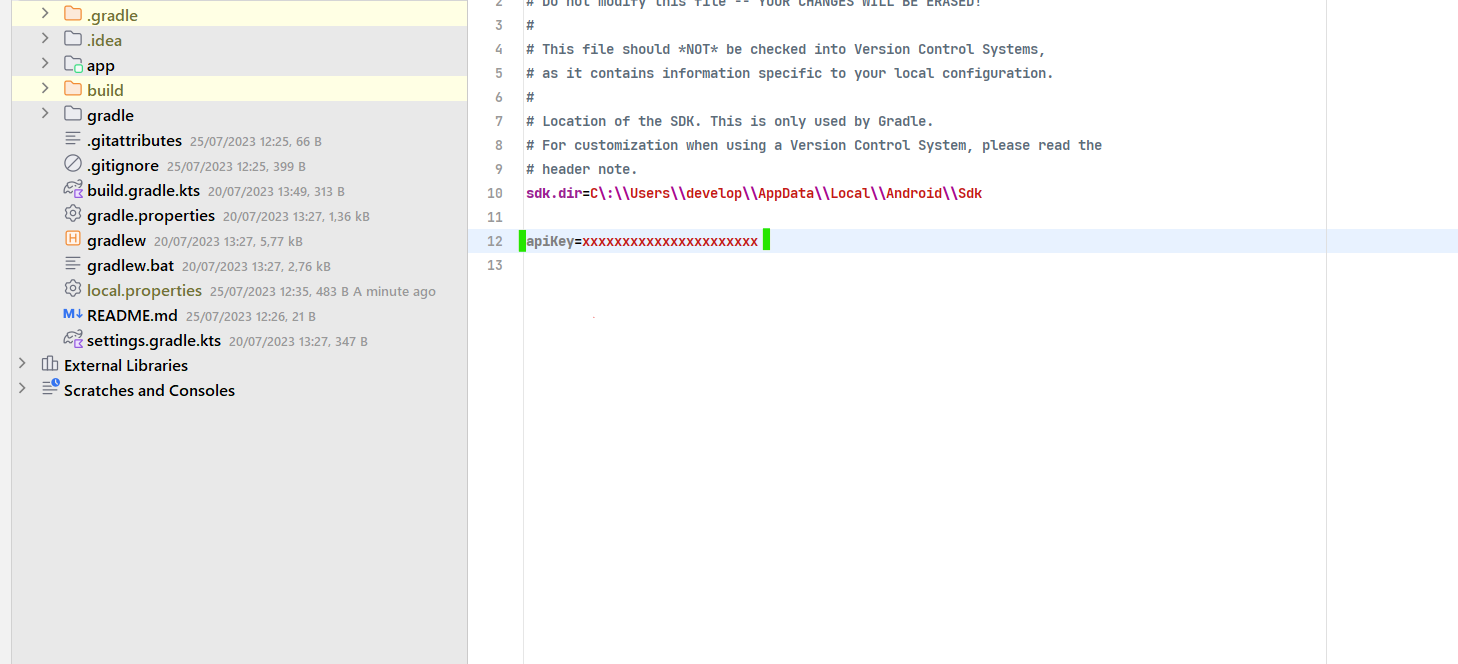 .gradle
.idea
app
build
gradle
.gitattributes 25/07/2023 12:25, 66 B
.gitignore 25/07/2023 12:25, 399 B
build.gradle.kts 20/07/2023 13:49, 313 B
gradle.properties 20/07/2023 13:27, 1,36 kB
gradlew 20/07/2023 13:27, 5,77 kB
gradlew.bat 20/07/2023 13:27, 2,76 kB
local.properties 25/07/2023 12:35, 483 B A minute ago
M↓ README.md 25/07/2023 12:26, 21 B
settings.gradle.kts 20/07/2023 13:27, 347 B
External Libraries
Scratches and Consoles
2 # Do not modify this file -- YOUR CHANGES WILL BE ERASED!
3 #
4 # This file should *NOT* be checked into Version Control Systems,
5 # as it contains information specific to your local configuration.
6 #
7 # Location of the SDK. This is only used by Gradle.
8 # For customization when using a Version Control System, please read the
9 # header note.
10 sdk.dir=C\:\\Users\\develop\\AppData\\Local\\Android\\Sdk
11
12 apiKey=xxxxxxxxxxxxxxxxxxxxxx
13